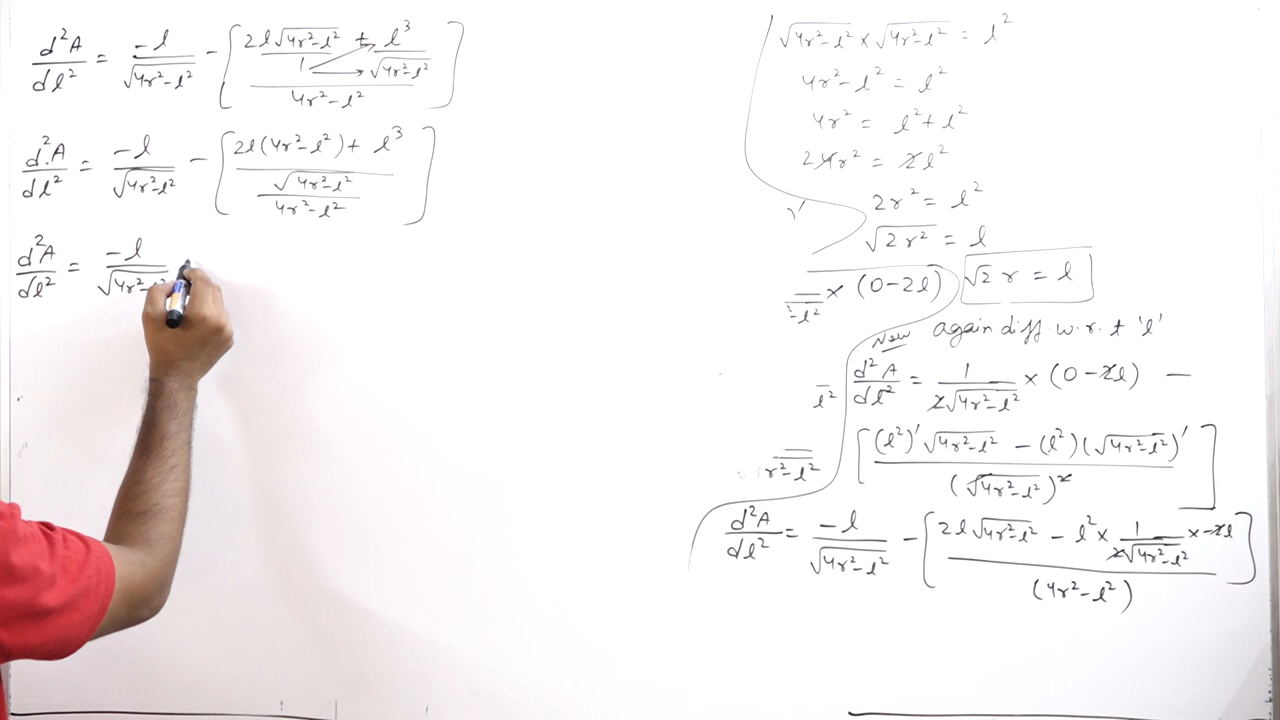 d²A/dl² = -l/√4r²-l² - [2l√4r²-l²/1 + l³/√4r²-l² / 4r²-l²]
d²A/dl² = -l/√4r²-l² - [2l(4r²-l²) + l³ / √4r²-l² / 4r²-l²]
d²A/dl² = -l/√4r²-l²
√4r²-l² × √4r²-l² = l²
4r²-l² = l²
4r² = l²+l²
24r² = 2l²
2r² = l²
√2r² = l
√2 r = l
²-l² × (0-2l)
Now again diff. w.r.t 'l'
l² d²A/dl² = 1/2√4r²-l² × (0-2l) —
r²-l² [(l²)'√4r²-l² - (l²)(√4r²-l²)' / (√4r²-l²)²]
d²A/dl² = -l/√4r²-l² - [2l√4r²-l² - l² × 1/2√4r²-l² × -2l / (4r²-l²)]